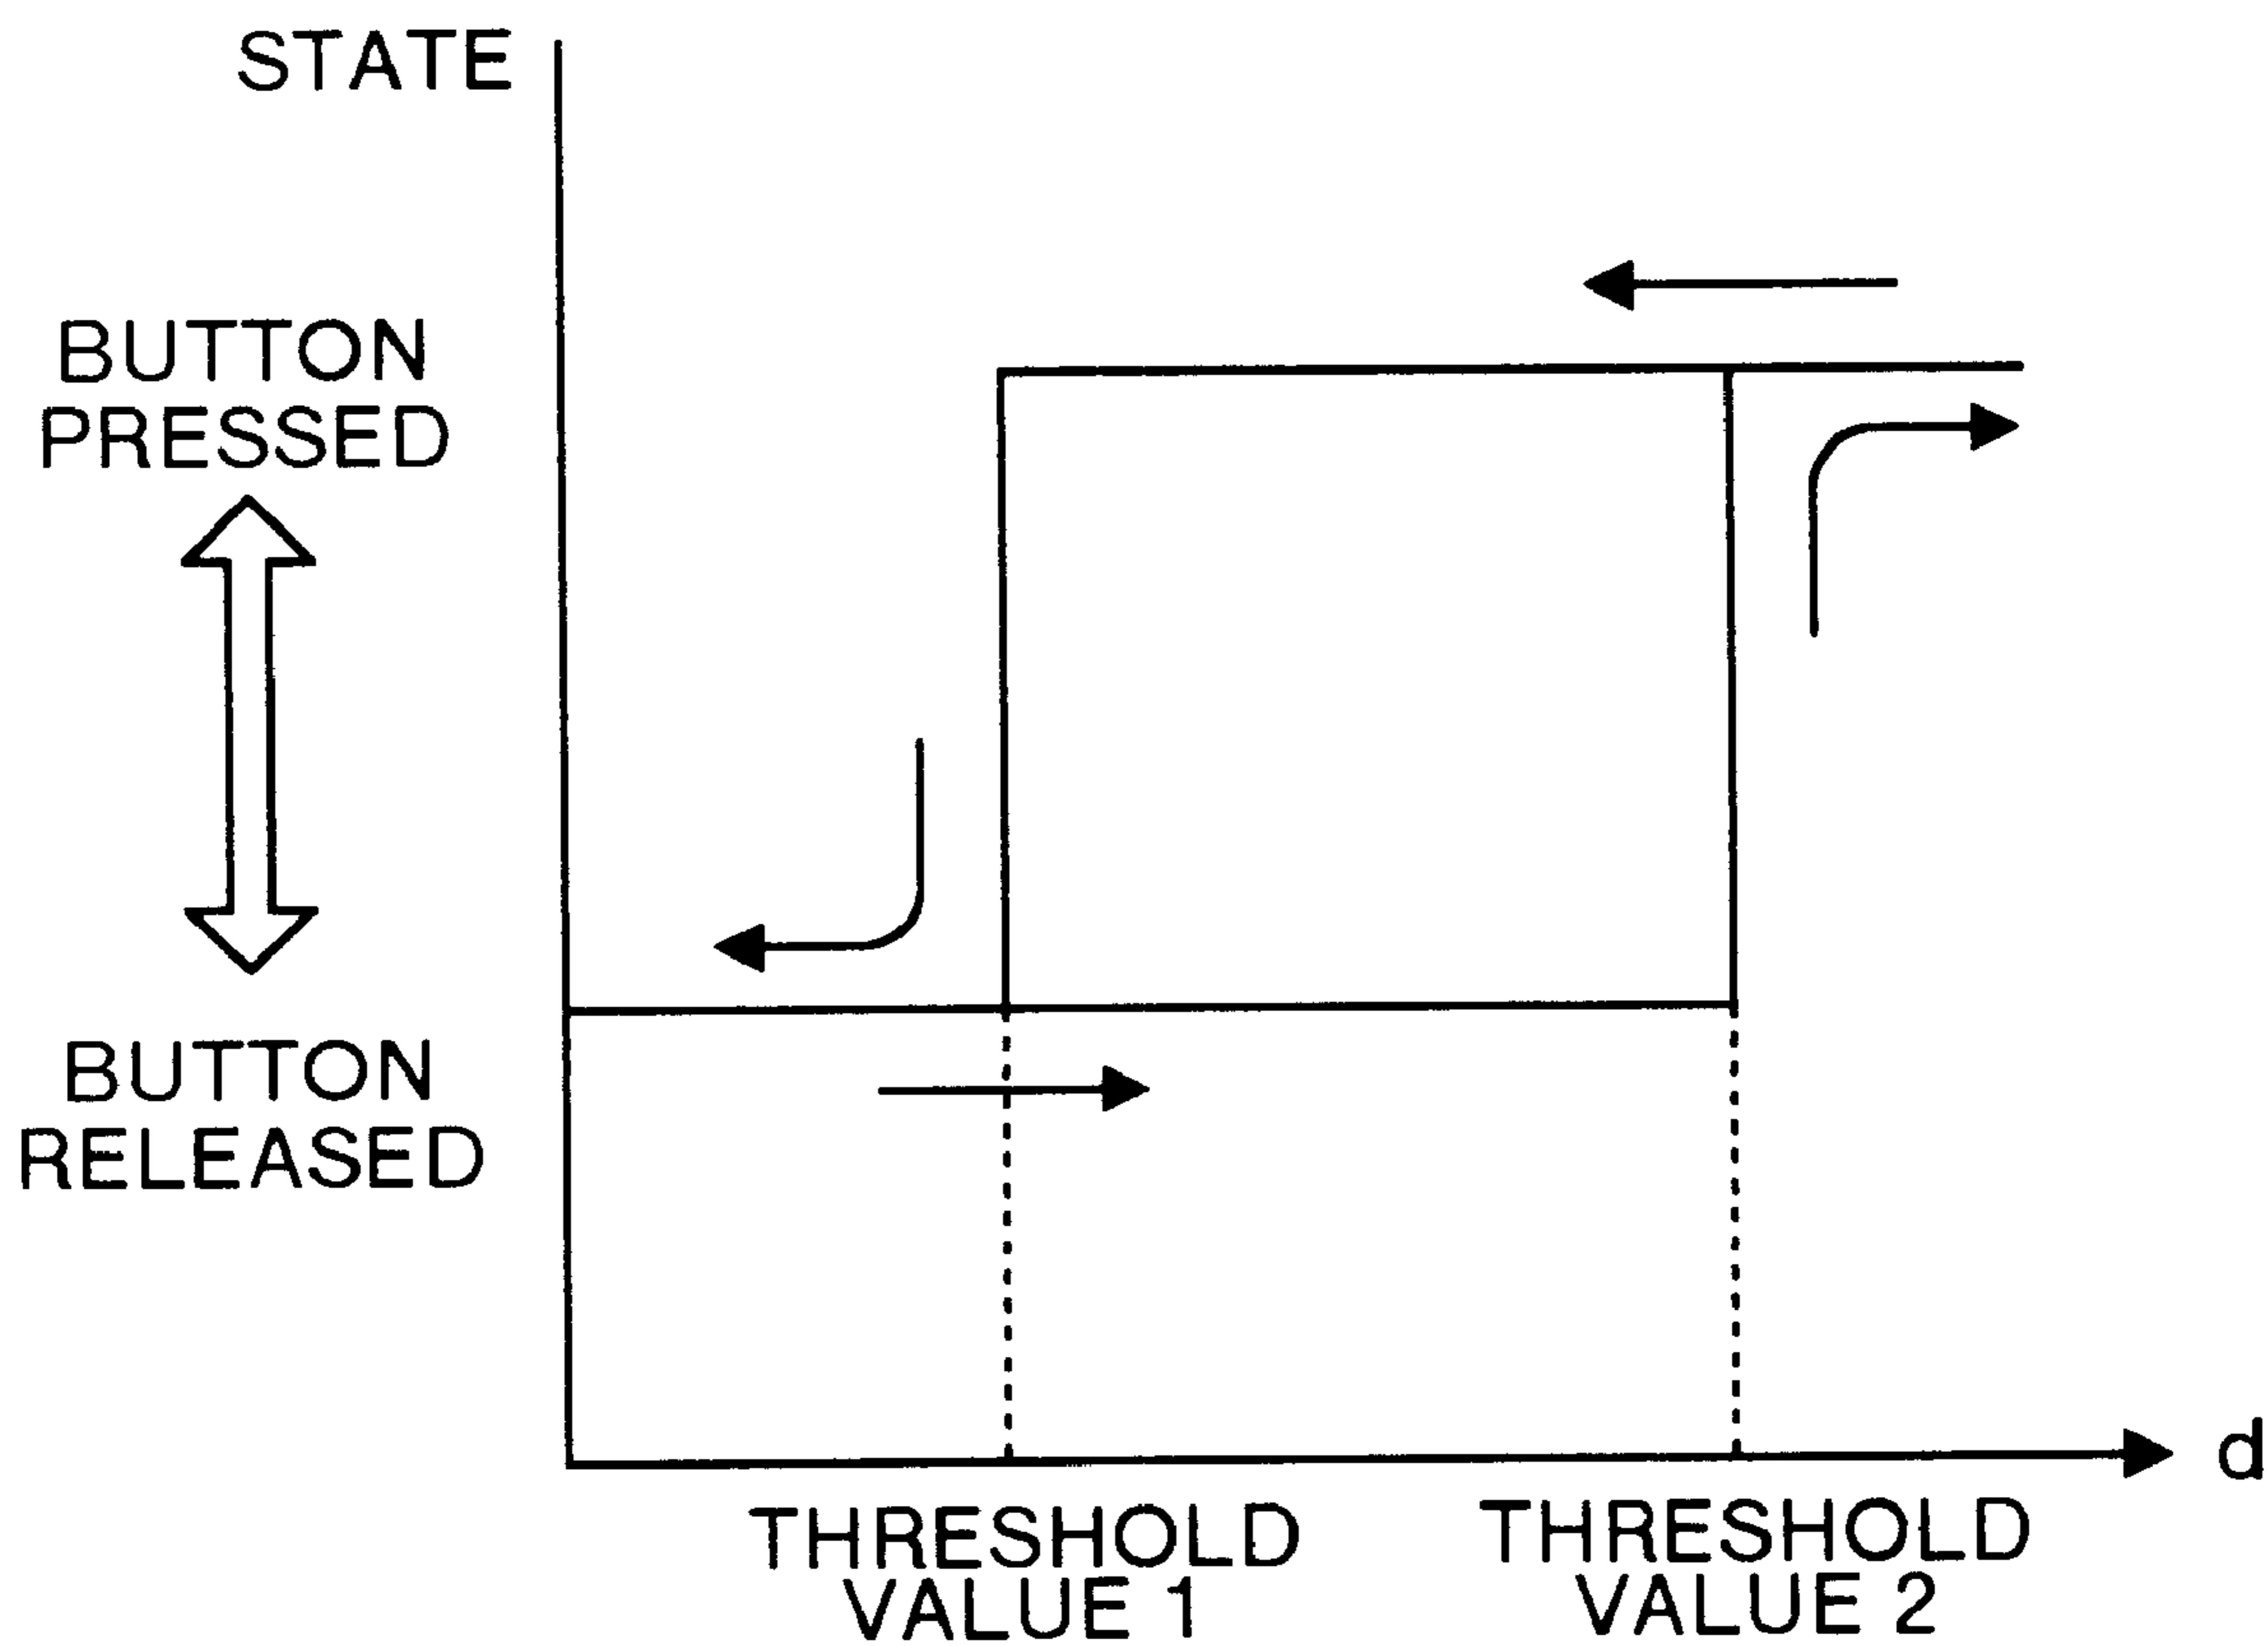 STATE
BUTTON
PRESSED
BUTTON
RELEASED
d
THRESHOLD
VALUE 1
THRESHOLD
VALUE 2